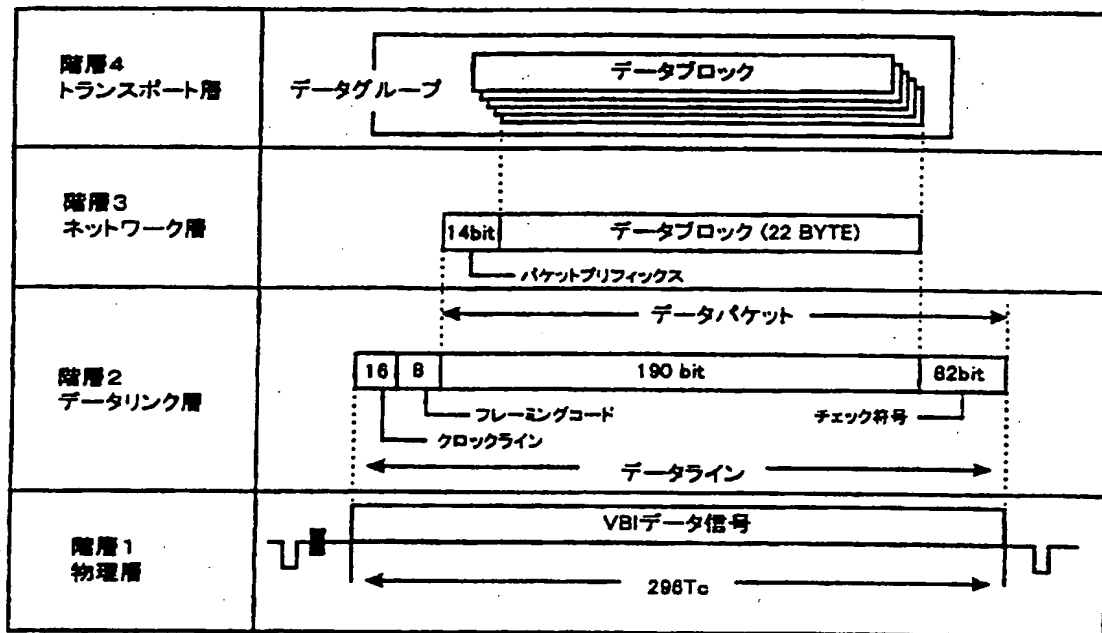 階層4
トランスポート層
データグループ
データブロック
階層3
ネットワーク層
14bit
データブロック (22 BYTE)
パケットプリフィックス
データパケット
階層2
データリンク層
16
8
190 bit
82bit
フレーミングコード
チェック符号
クロックライン
データライン
階層1
物理層
VBIデータ信号
296Tc